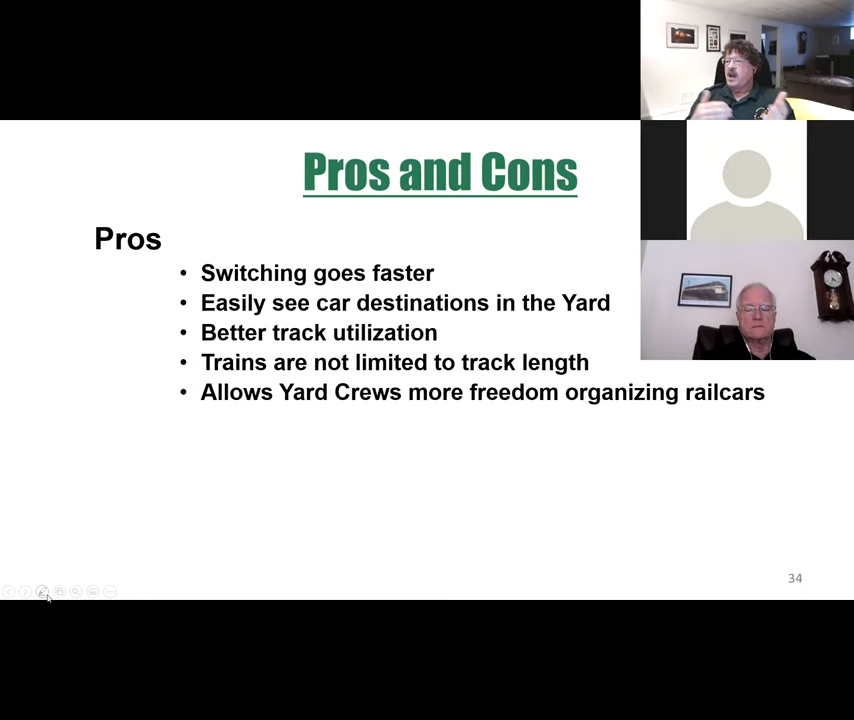 Pros and Cons
Pros
• Switching goes faster
• Easily see car destinations in the Yard
• Better track utilization
• Trains are not limited to track length
• Allows Yard Crews more freedom organizing railcars
34